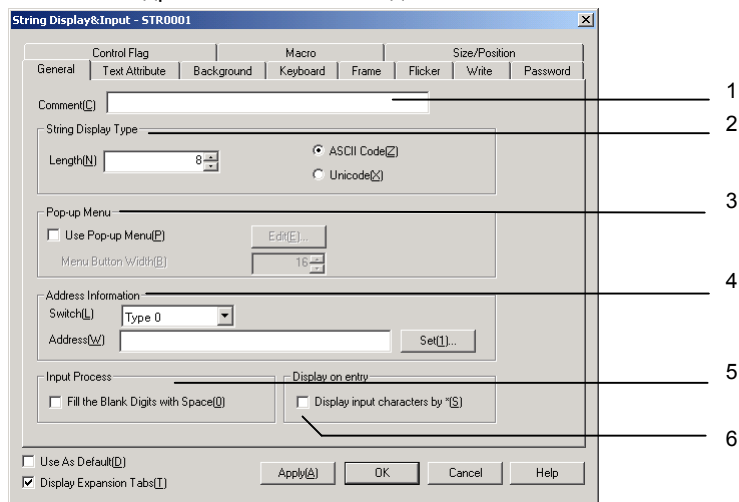 String Display&Input - STR0001
Control Flag Macro Size/Position
General Text Attribute Background Keyboard Frame Flicker Write Password
Comment(C)
1
String Display Type
2
Length(N) 8 ASCII Code(Z)
Unicode(X)
Pop-up Menu
3
Use Pop-up Menu(P) Edit(E)...
Menu Button Width(B) 16
Address Information
4
Switch(L) Type 0
Address(W) Set(1)...
Input Process Display on entry
5
Fill the Blank Digits with Space(0) Display input characters by *(S)
6
Use As Default(D)
Display Expansion Tabs(T) Apply(A) OK Cancel Help